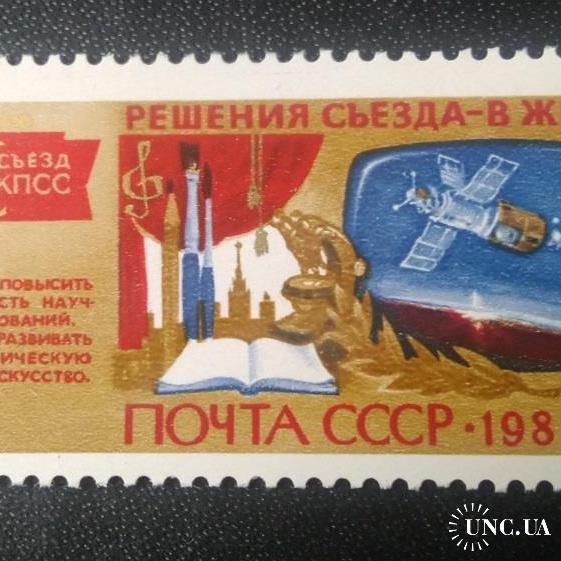 РЕШЕНИЯ СЪЕЗДА–В Ж
СЪЕЗД
КПСС
ПОВЫСИТЬ
СТЬ НАУЧ-
ОВАНИЙ.
РАЗВИВАТЬ
ИЧЕСКУЮ
СКУССТВО.
ПОЧТА СССР·198
UNC.UA